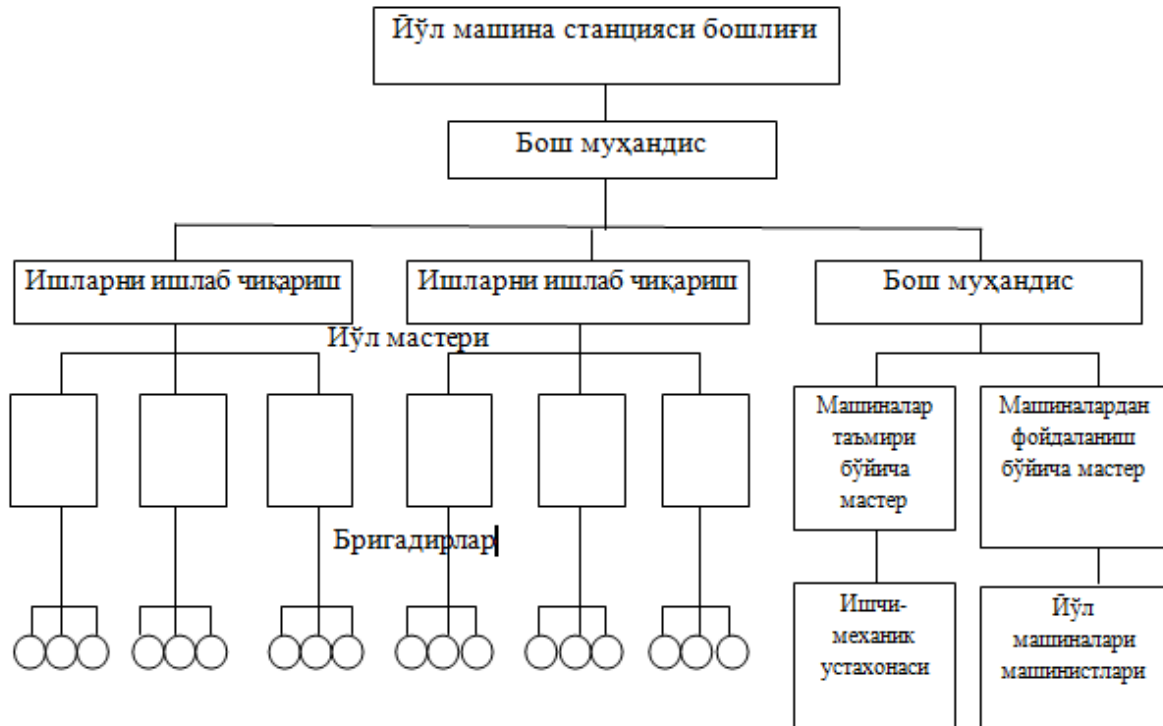 Йўл машина станцияси бошлиғи
Бош муҳандис
Ишларни ишлаб чиқариш
Ишларни ишлаб чиқариш
Бош муҳандис
Йўл мастери
Машиналар
таъмири
бўйича
мастер
Машиналардан
фойдаланиш
бўйича мастер
Бригадирлар
Ишчи-
механик
устахонаси
Йўл
машиналари
машинистлари